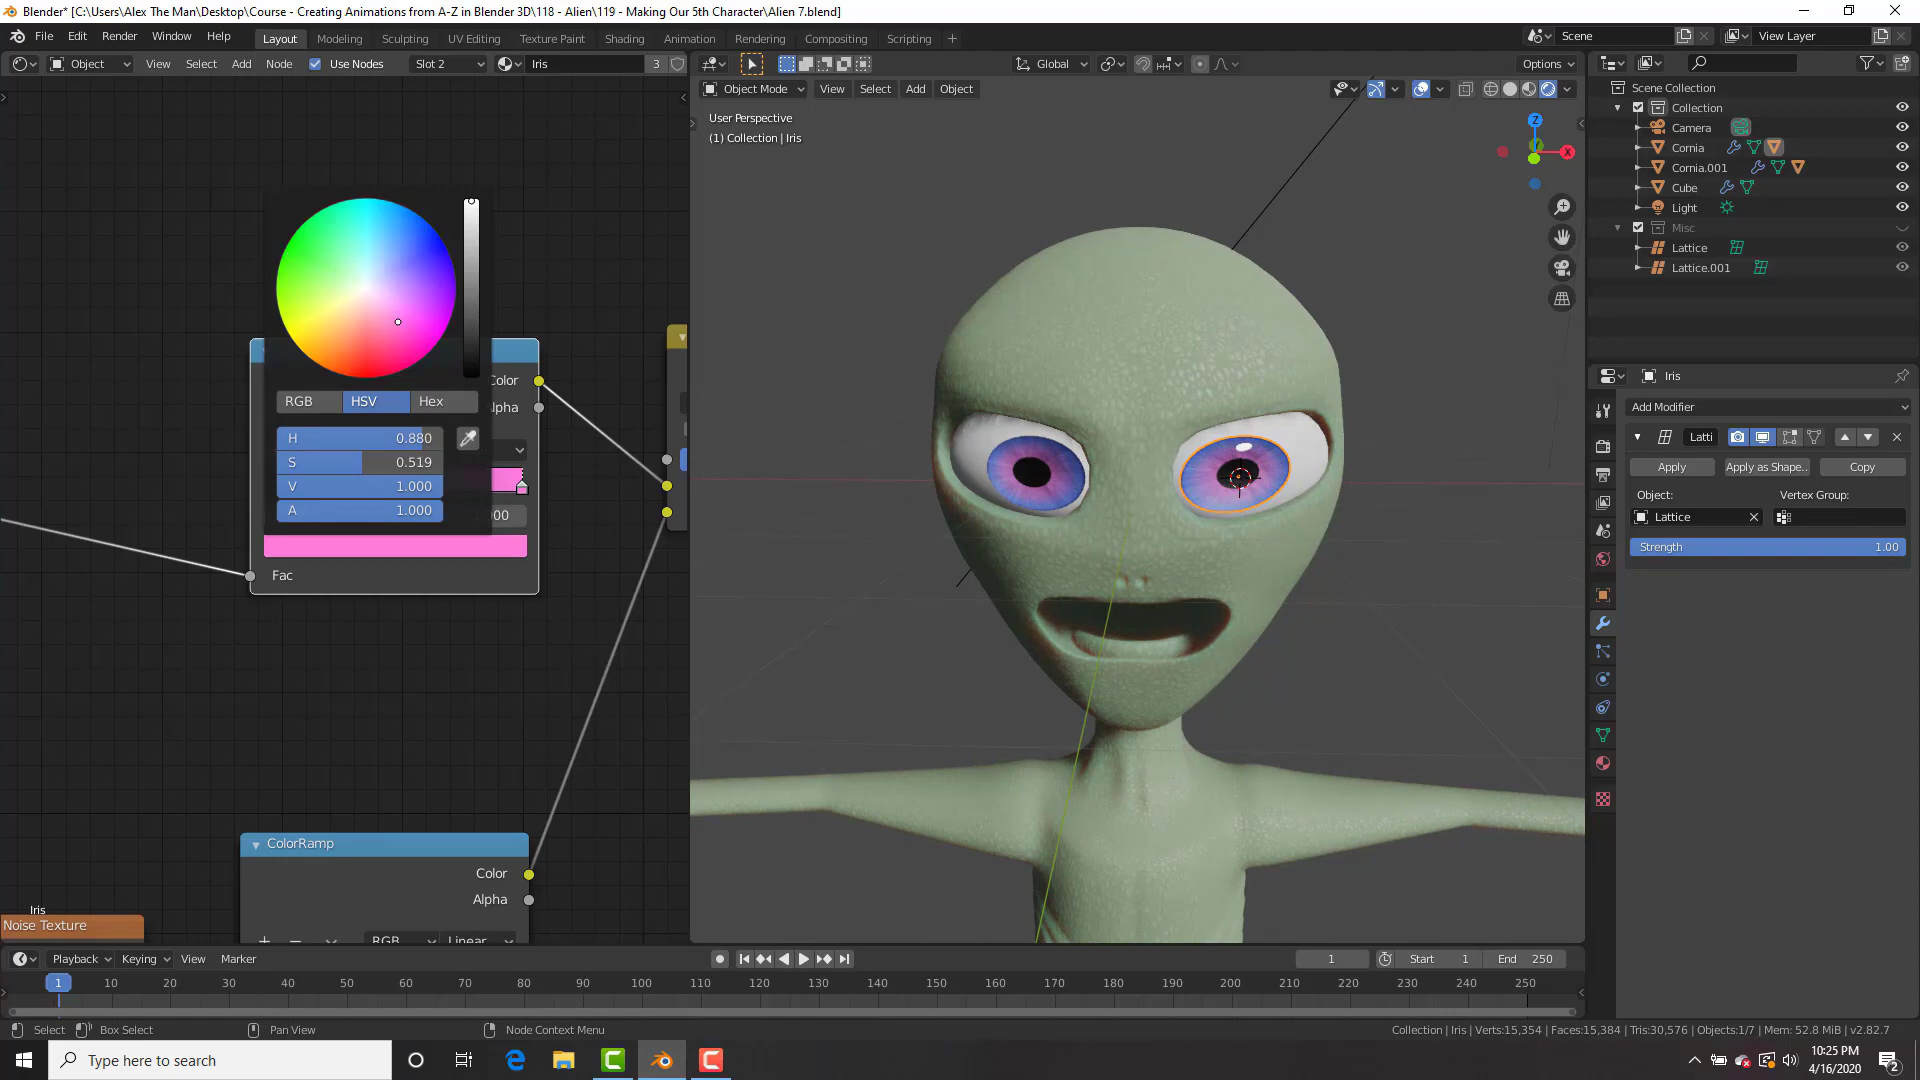 Blender* [C:\Users\Alex The Man\Desktop\Course - Creating Animations from A-Z in Blender 3D\118 - Alien\119 - Making Our 5th Character\Alien 7.blend]
File Edit Render Window Help Layout Modeling Sculpting UV Editing Texture Paint Shading Animation Rendering Compositing Scripting Scene View Layer
Object View Select Add Node Use Nodes Slot 2 Iris 3 Global Options
Object Mode View Select Add Object
Scene Collection
Collection
Camera
Cornia
Cornia.001
Cube
Light
Misc
Lattice
Lattice.001
User Perspective
(1) Collection | Iris
Z
X
RGB HSV Hex
H 0.880
S 0.519
V 1.000
A 1.000
Color
Alpha
Fac
ColorRamp
Color
Alpha
RGB Linear
Iris
Noise Texture
Iris
Add Modifier
Latti
Apply Apply as Shape.. Copy
Object: Vertex Group:
Lattice
Strength 1.00
Playback Keying View Marker 1 Start 1 End 250
1 10 20 30 40 50 60 70 80 90 100 110 120 130 140 150 160 170 180 190 200 210 220 230 240 250
Select Box Select Pan View Node Context Menu Collection | Iris | Verts:15,354 | Faces:15,384 | Tris:30,576 | Objects:1/7 | Mem: 52.8 MiB | v2.82.7
Type here to search
10:25 PM
4/16/2020
2